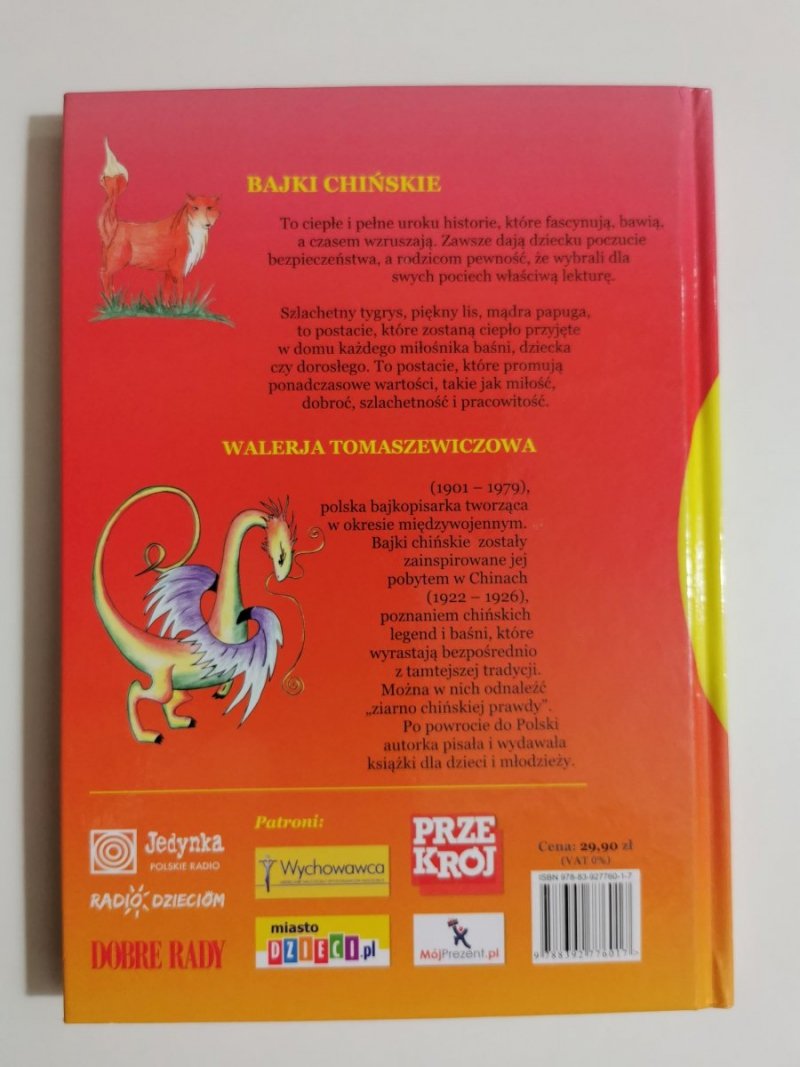 BAJKI CHIŃSKIE
To ciepłe i pełne uroku historie, które fascynują, bawią,
a czasem wzruszają. Zawsze dają dziecku poczucie
bezpieczeństwa, a rodzicom pewność, że wybrali dla
swych pociech właściwą lekturę.
Szlachetny tygrys, piękny lis, mądra papuga,
to postacie, które zostaną ciepło przyjęte
w domu każdego miłośnika baśni, dziecka
czy dorosłego. To postacie, które promują
ponadczasowe wartości, takie jak miłość,
dobroć, szlachetność i pracowitość.
WALERJA TOMASZEWICZOWA
(1901 – 1979),
polska bajkopisarka tworząca
w okresie międzywojennym.
Bajki chińskie zostały
zainspirowane jej
pobytem w Chinach
(1922 – 1926),
poznaniem chińskich
legend i baśni, które
wyrastają bezpośrednio
z tamtejszej tradycji.
Można w nich odnaleźć
„ziarno chińskiej prawdy”.
Po powrocie do Polski
autorka pisała i wydawała
książki dla dzieci i młodzieży.
Patroni:
Jedynka
POLSKIE RADIO
RADIO DZIECIOM
DOBRE RADY
Wychowawca
miasto
DZIECI.pl
PRZE
KRÓJ
MójPrezent.pl
Cena: 29,90 zł
(VAT 0%)
ISBN 978-83-927760-1-7
9 788392 776017 >